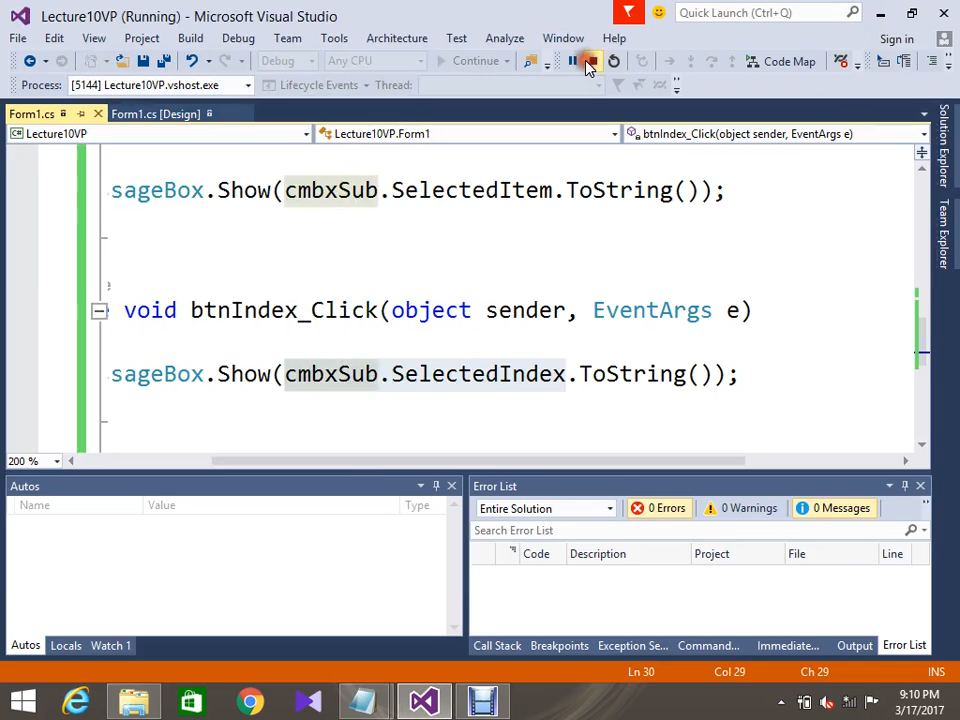 Lecture10VP (Running) - Microsoft Visual Studio
Quick Launch (Ctrl+Q)
File Edit View Project Build Debug Team Tools Architecture Test Analyze Window Help
Sign in
Debug Any CPU Continue Code Map
Process: [5144] Lecture10VP.vshost.exe Lifecycle Events Thread:
Form1.cs Form1.cs [Design]
Lecture10VP Lecture10VP.Form1 btnIndex_Click(object sender, EventArgs e)
sageBox.Show(cmbxSub.SelectedItem.ToString());
void btnIndex_Click(object sender, EventArgs e)
sageBox.Show(cmbxSub.SelectedIndex.ToString());
Solution Explorer
Team Explorer
200 %
Autos
Name Value Type
Autos Locals Watch 1
Error List
Entire Solution 0 Errors 0 Warnings 0 Messages
Search Error List
Code Description Project File Line
Call Stack Breakpoints Exception Se... Command... Immediate... Output Error List
Ln 30 Col 29 Ch 29 INS
9:10 PM
3/17/2017